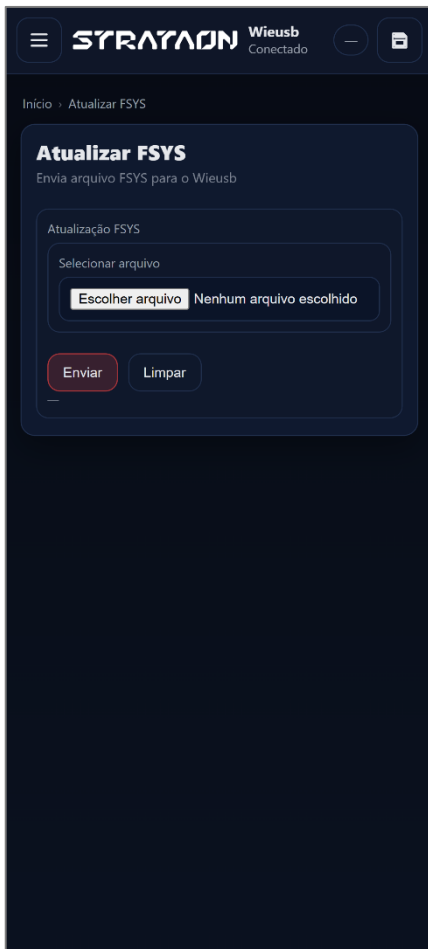 STRATAON
Wieusb
Conectado
—
Início › Atualizar FSYS
Atualizar FSYS
Envia arquivo FSYS para o Wieusb
Atualização FSYS
Selecionar arquivo
Escolher arquivo Nenhum arquivo escolhido
Enviar Limpar
—